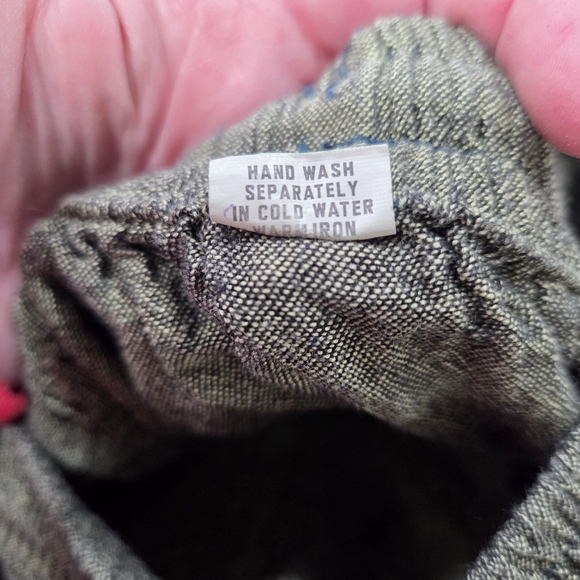 HAND WASH
SEPARATELY
IN COLD WATER
WARM IRON